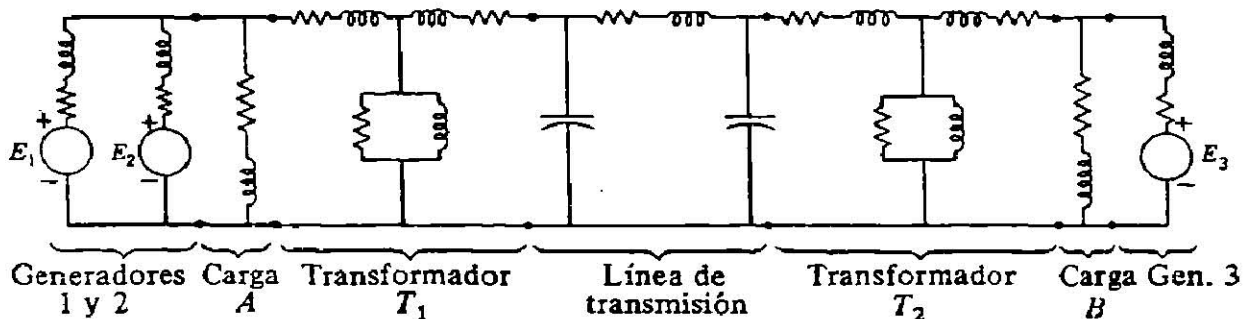 + E₁ −
+ E₂ −
+ E₃ −
Generadores
1 y 2
Carga
A
Transformador
T₁
Línea de
transmisión
Transformador
T₂
Carga
B
Gen. 3